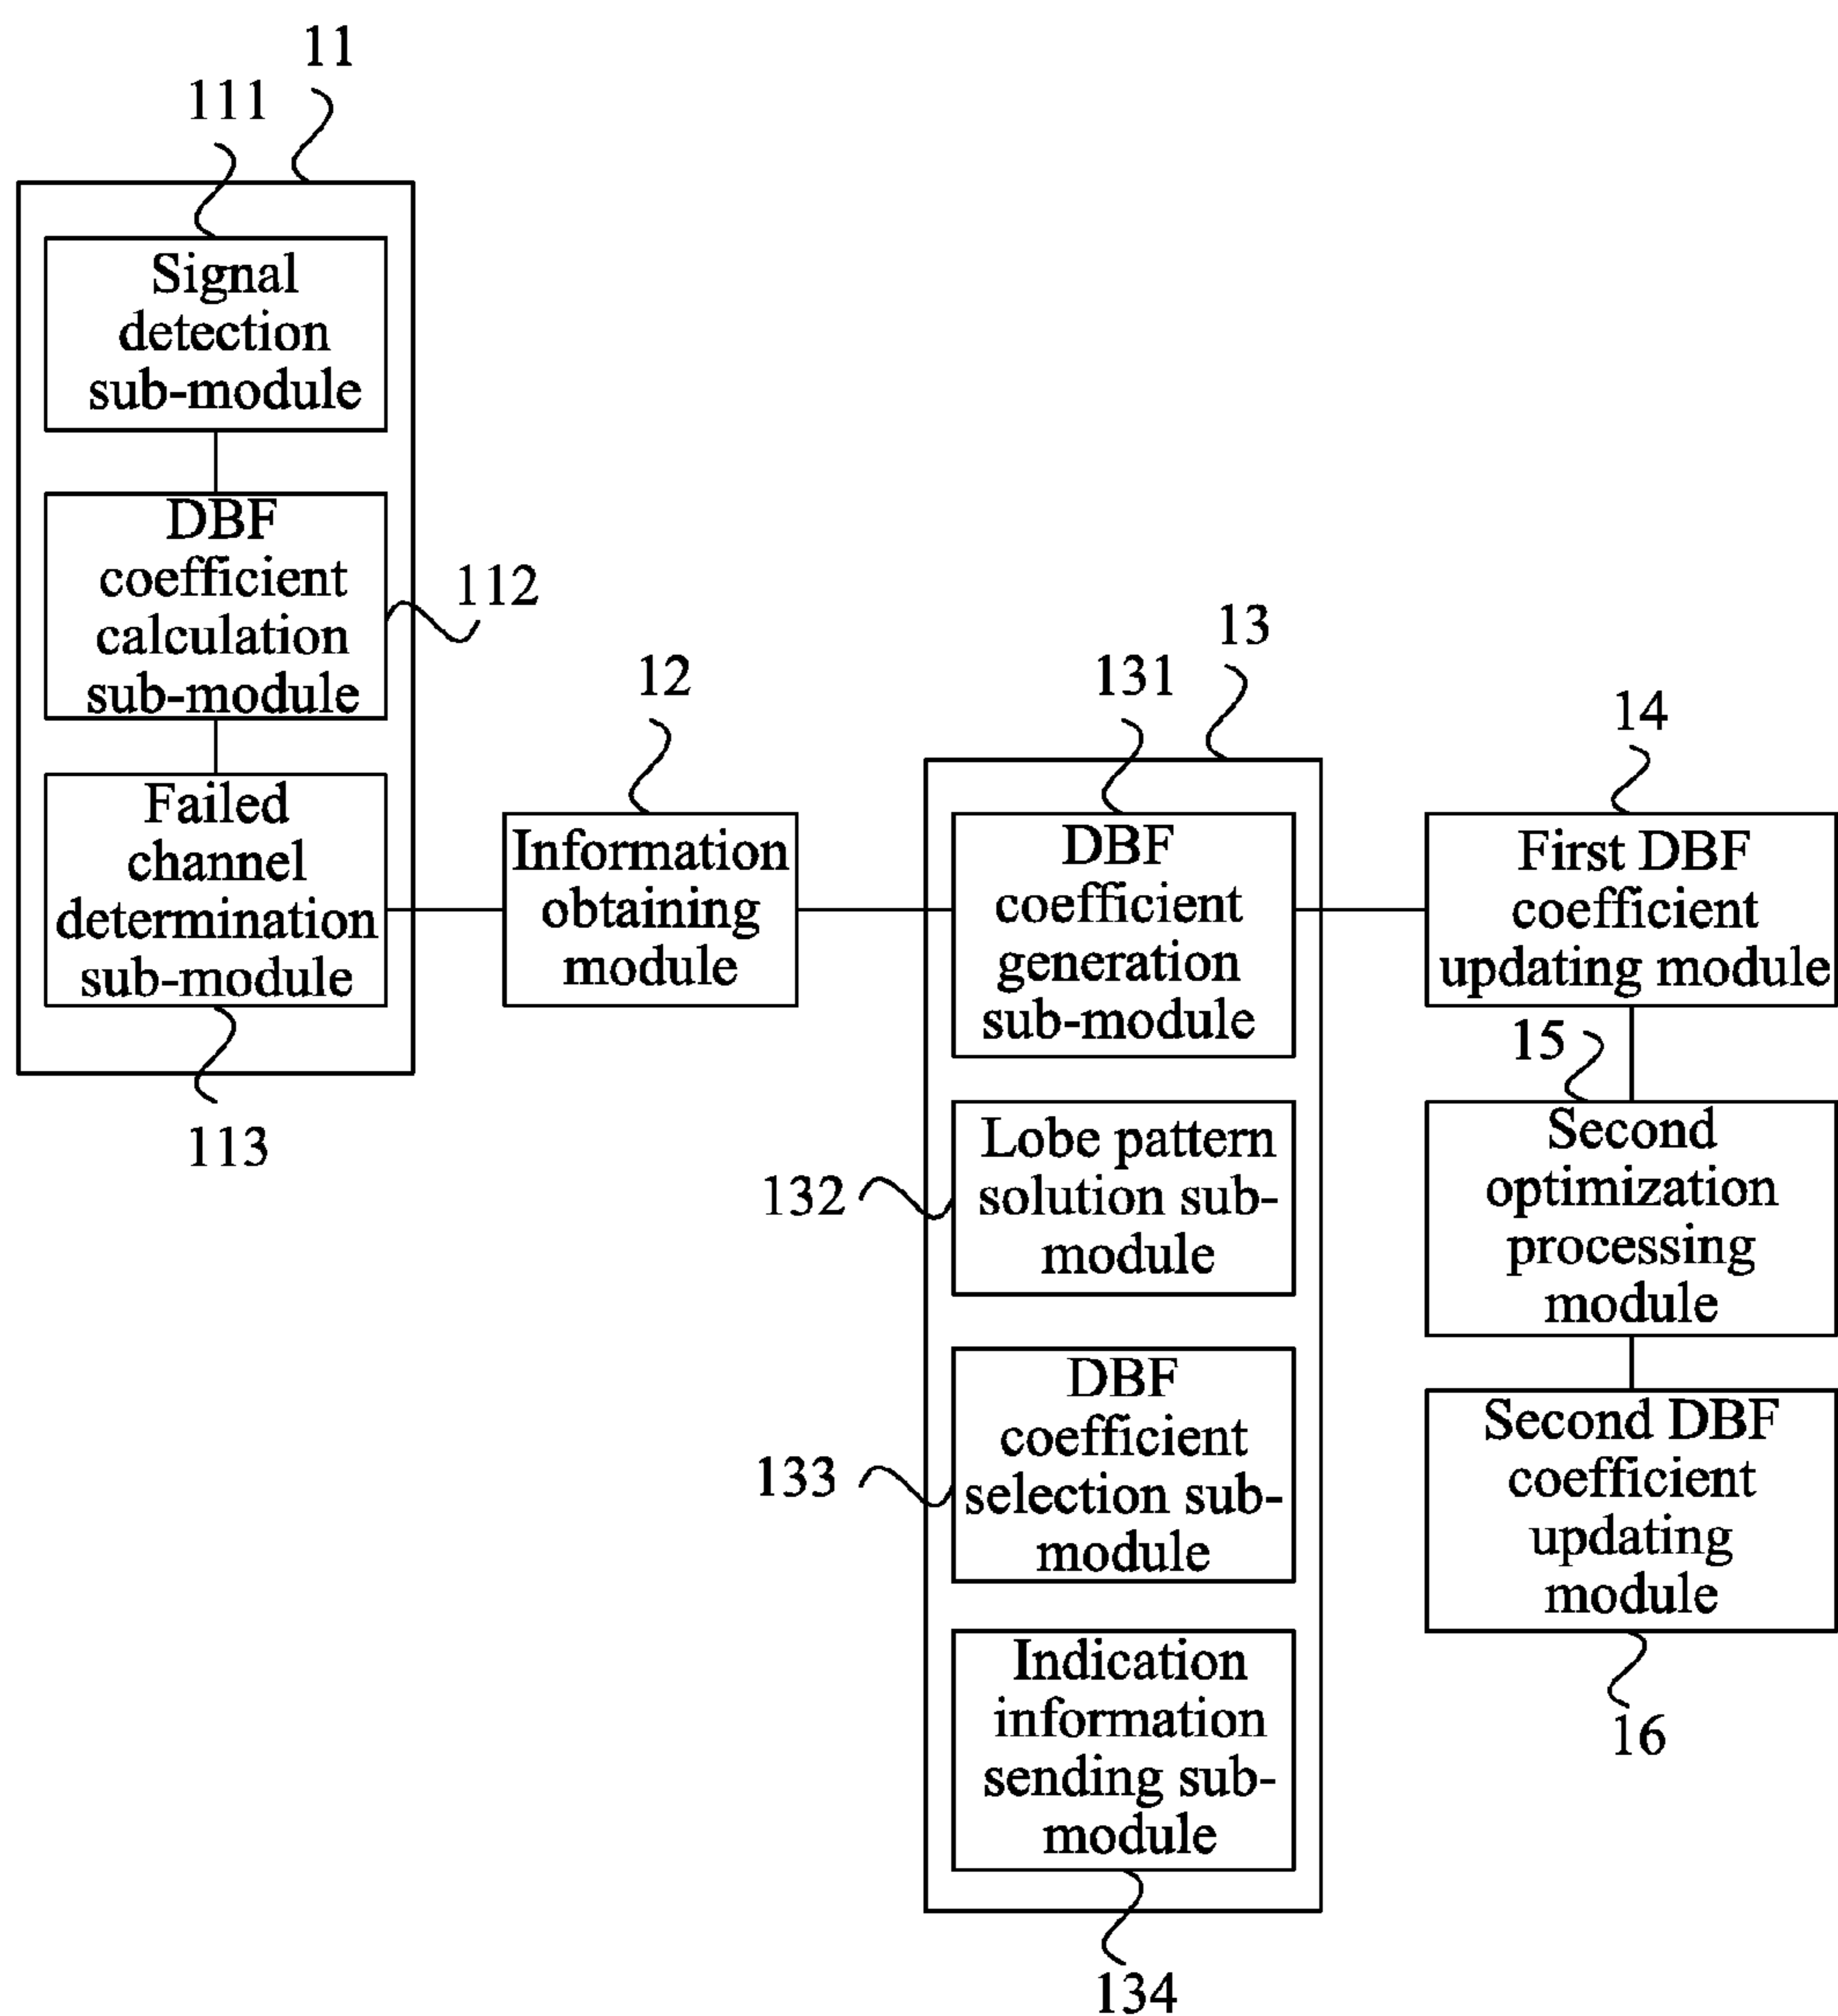 11
111
Signal
detection
sub-module
DBF
coefficient
calculation
sub-module
112
Failed
channel
determination
sub-module
113
12
Information
obtaining
module
13
131
DBF
coefficient
generation
sub-module
132
Lobe pattern
solution sub-
module
133
DBF
coefficient
selection sub-
module
Indication
information
sending sub-
module
134
14
First DBF
coefficient
updating module
15
Second
optimization
processing
module
Second DBF
coefficient
updating
module
16